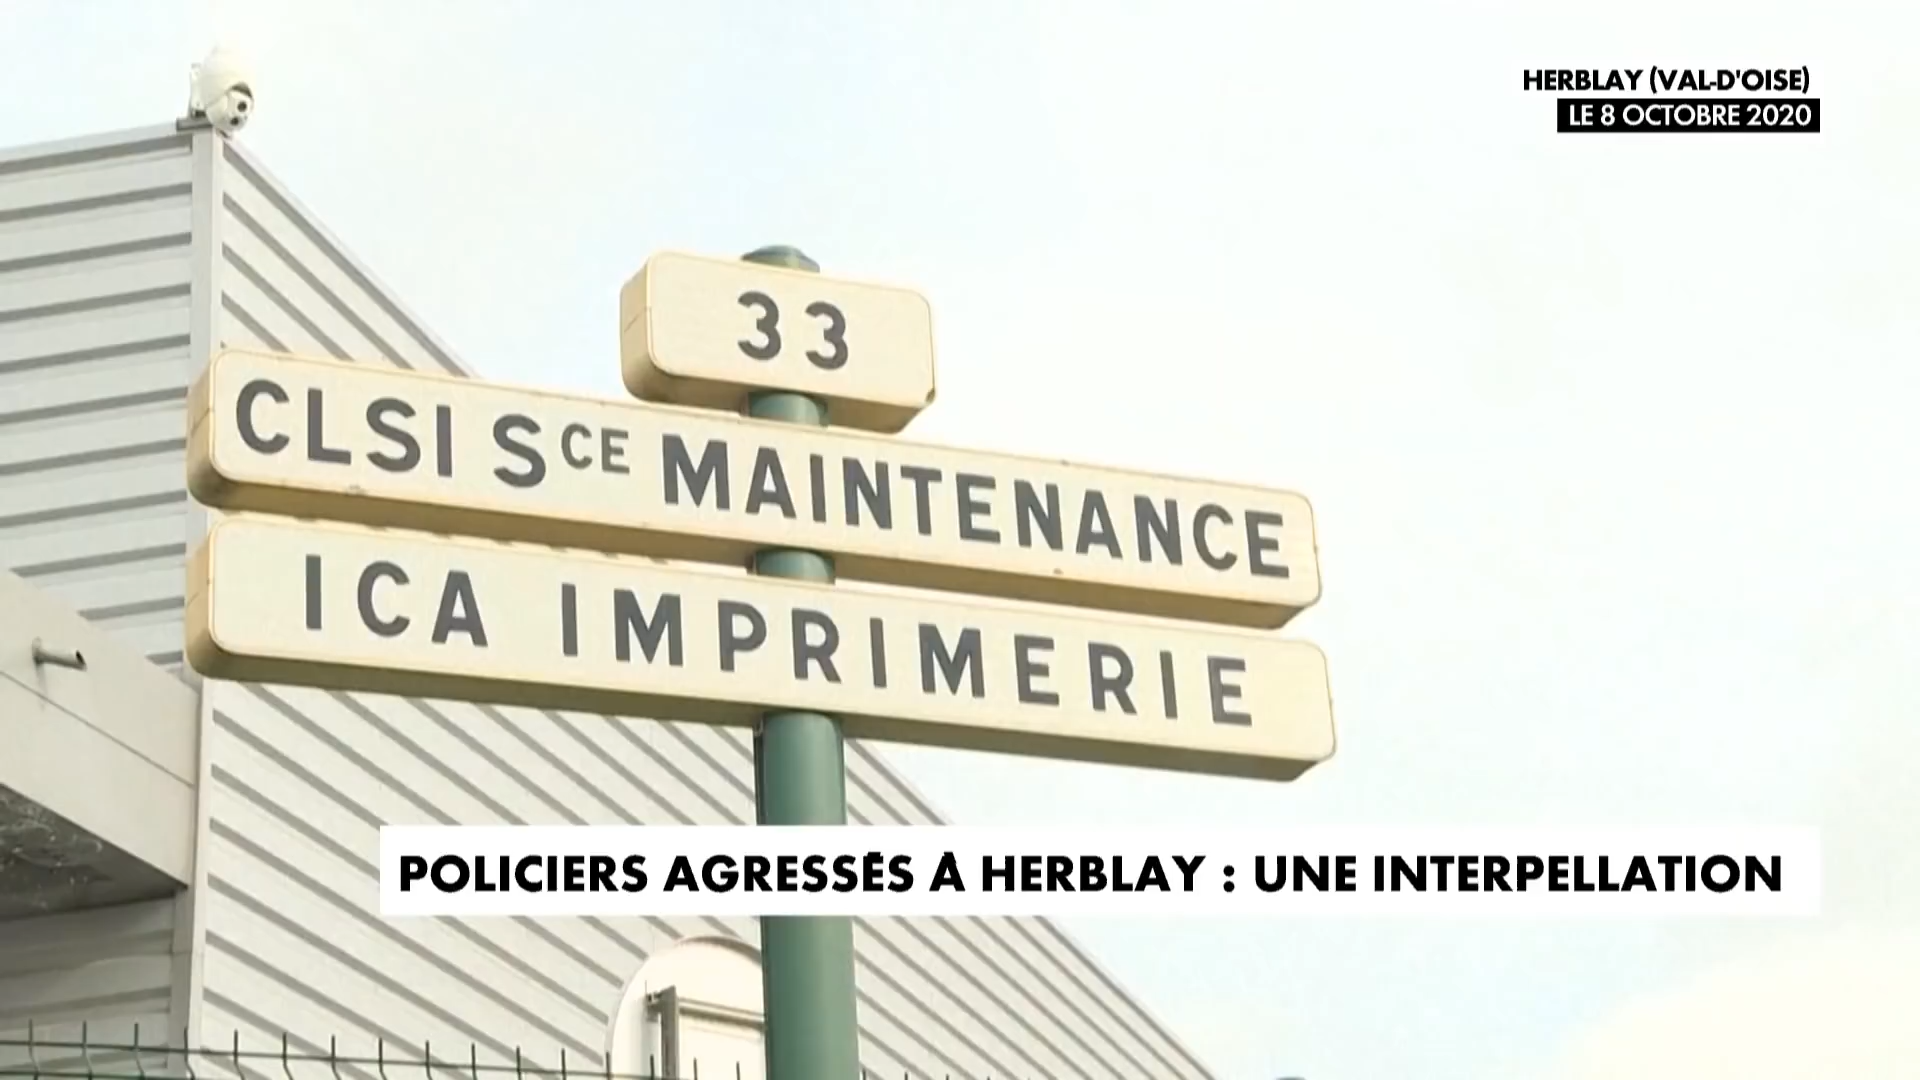 HERBLAY (VAL-D'OISE)
LE 8 OCTOBRE 2020
33
CLSI SCE MAINTENANCE
ICA IMPRIMERIE
POLICIERS AGRESSÉS À HERBLAY : UNE INTERPELLATION